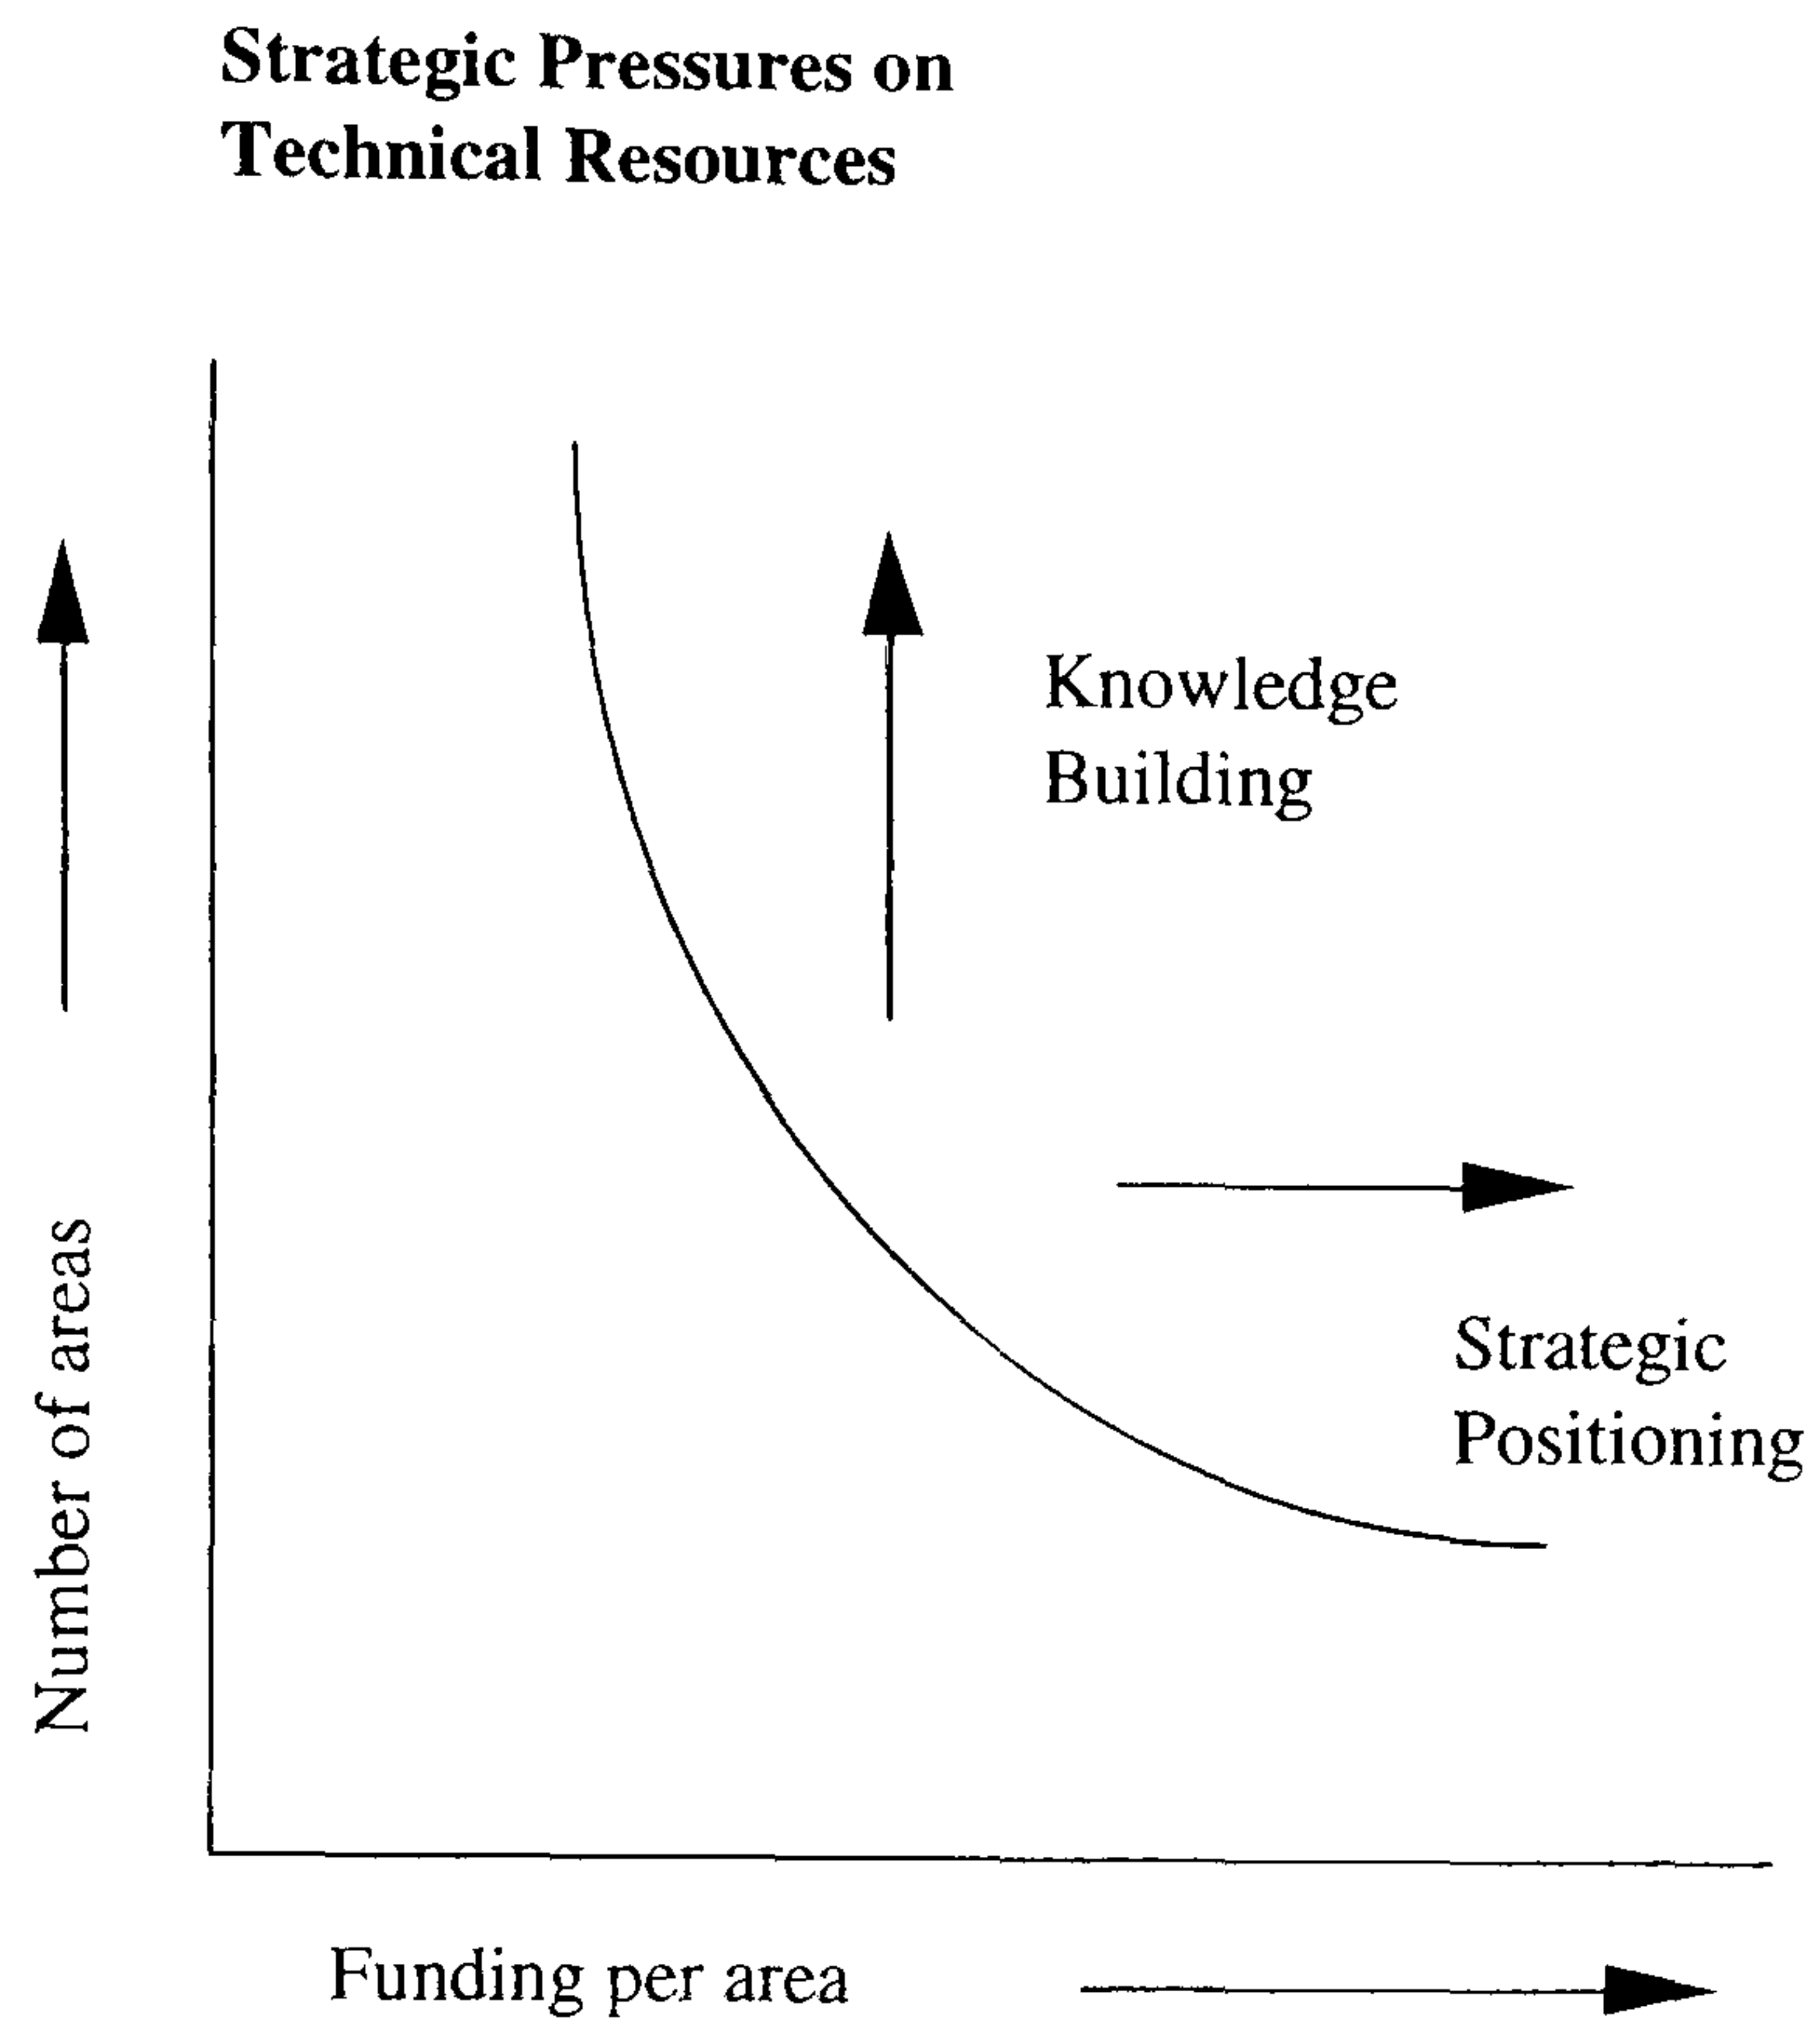 Strategic Pressures on
Technical Resources
Knowledge
Building
Strategic
Positioning
Number of areas
Funding per area